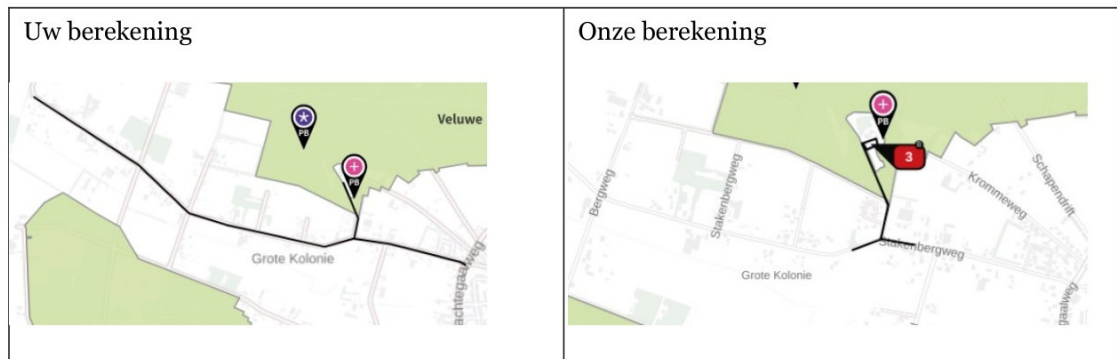 Uw berekening
Onze berekening
PB
Veluwe
PB
Grote Kolonie
achtegaalweg
PB
3
Bergweg
Stakenbergweg
Krommeweg
Schapendrift
Stakenbergweg
Grote Kolonie
gaalweg